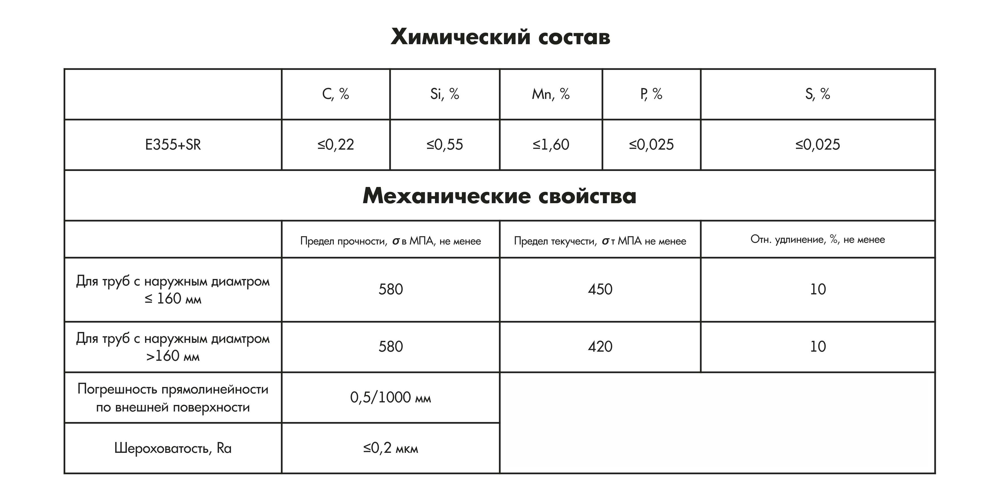 Химический состав
C, % Si, % Mn, % P, % S, %
E355+SR ≤0,22 ≤0,55 ≤1,60 ≤0,025 ≤0,025
Механические свойства
Предел прочности, σ в МПА, не менее Предел текучести, σ т МПА не менее Отн. удлинение, %, не менее
Для труб с наружным диамтром
≤ 160 мм
580 450 10
Для труб с наружным диамтром
>160 мм
580 420 10
Погрешность прямолинейности
по внешней поверхности
0,5/1000 мм
Шероховатость, Ra ≤0,2 мкм